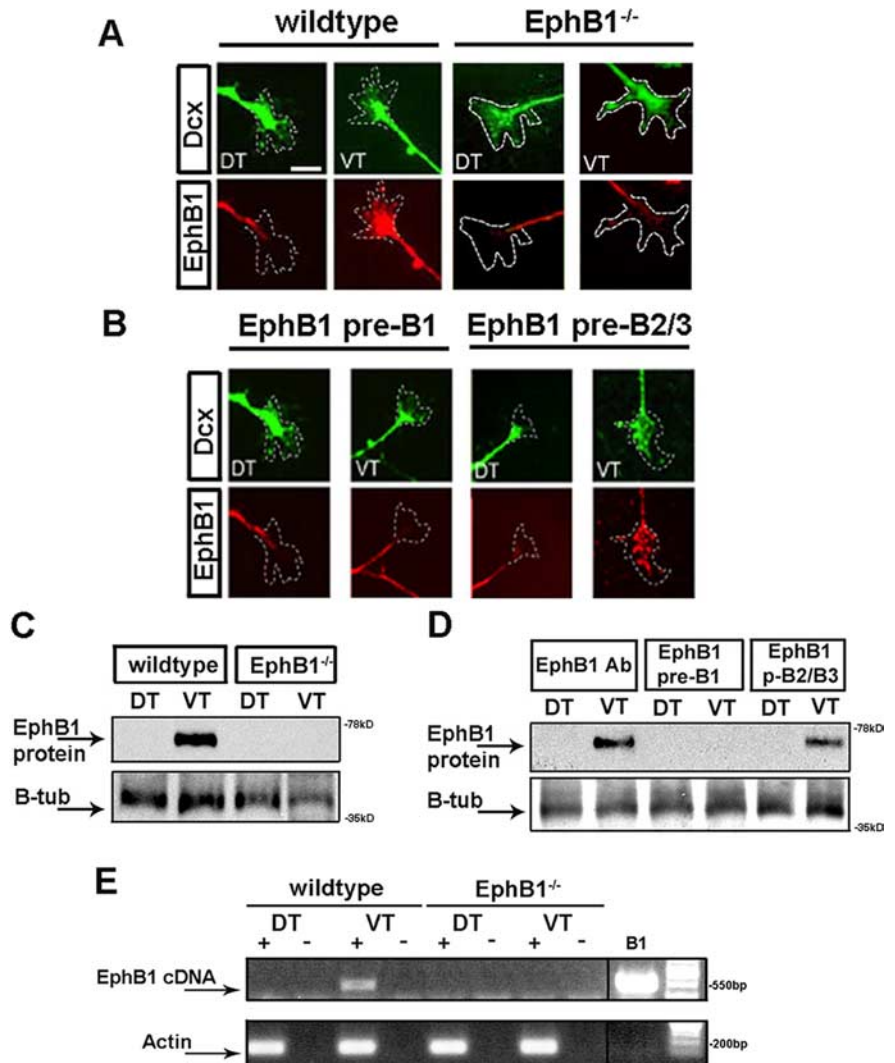 A
wildtype EphB1-/-
Dcx
DT VT DT VT
EphB1
B
EphB1 pre-B1 EphB1 pre-B2/3
Dcx
DT VT DT VT
EphB1
C
wildtype EphB1-/-
DT VT DT VT
EphB1 protein
-78kD
B-tub
-35kD
D
EphB1 Ab EphB1 pre-B1 EphB1 p-B2/B3
DT VT DT VT DT VT
EphB1 protein
-78kD
B-tub
-35kD
E
wildtype EphB1-/-
DT VT DT VT
+ - + - + - + - B1
EphB1 cDNA
-550bp
Actin
-200bp